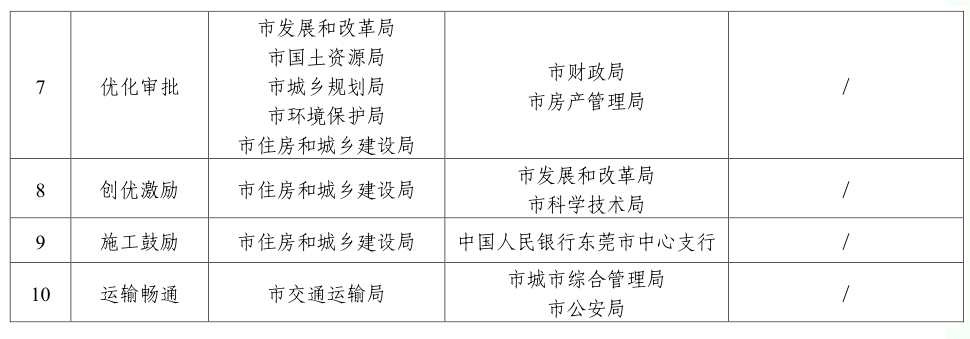 7
优化审批
市发展和改革局
市国土资源局
市城乡规划局
市环境保护局
市住房和城乡建设局
市财政局
市房产管理局
/
8
创优激励
市住房和城乡建设局
市发展和改革局
市科学技术局
/
9
施工鼓励
市住房和城乡建设局
中国人民银行东莞市中心支行
/
10
运输畅通
市交通运输局
市城市综合管理局
市公安局
/